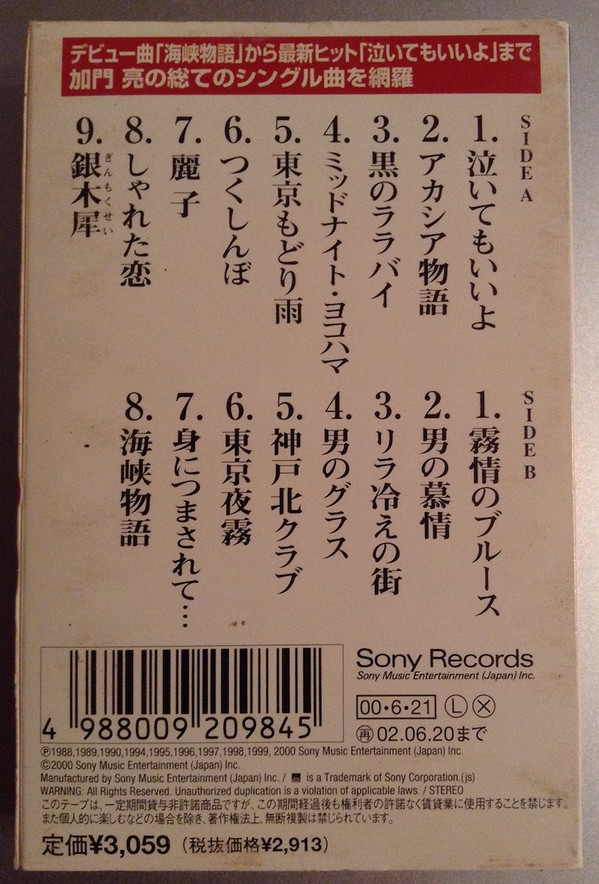 デビュー曲「海峡物語」から最新ヒット「泣いてもいいよ」まで
加門 亮の総てのシングル曲を網羅
SIDE A
1. 泣いてもいいよ
2. アカシア物語
3. 黒のララバイ
4. ミッドナイト・ヨコハマ
5. 東京もどり雨
6. つくしんぼ
7. 麗子
8. しゃれた恋
9. 銀木犀
ぎんもくせい
SIDE B
1. 霧情のブルース
2. 男の慕情
3. リラ冷えの街
4. 男のグラス
5. 神戸北クラブ
6. 東京夜霧
7. 身につまされて…
8. 海峡物語
4 988009 209845
Sony Records
Sony Music Entertainment (Japan) Inc.
00・6・21 Ⓛ Ⓧ
再 02.06.20まで
Ⓟ1988,1989,1990,1994,1995,1996,1997,1998,1999, 2000 Sony Music Entertainment (Japan) Inc.
©2000 Sony Music Entertainment (Japan) Inc.
Manufactured by Sony Music Entertainment (Japan) Inc. / is a Trademark of Sony Corporation.(js)
WARNING: All Rights Reserved. Unauthorized duplication is a violation of applicable laws. / STEREO
このテープは、一定期間貸与非許諾商品ですが、この期間経過後も権利者の許諾なく賃貸業に使用することを禁じます。
また個人的に楽しむなどの場合を除き、著作権法上、無断複製は禁じられています。
定価¥3,059 (税抜価格¥2,913)